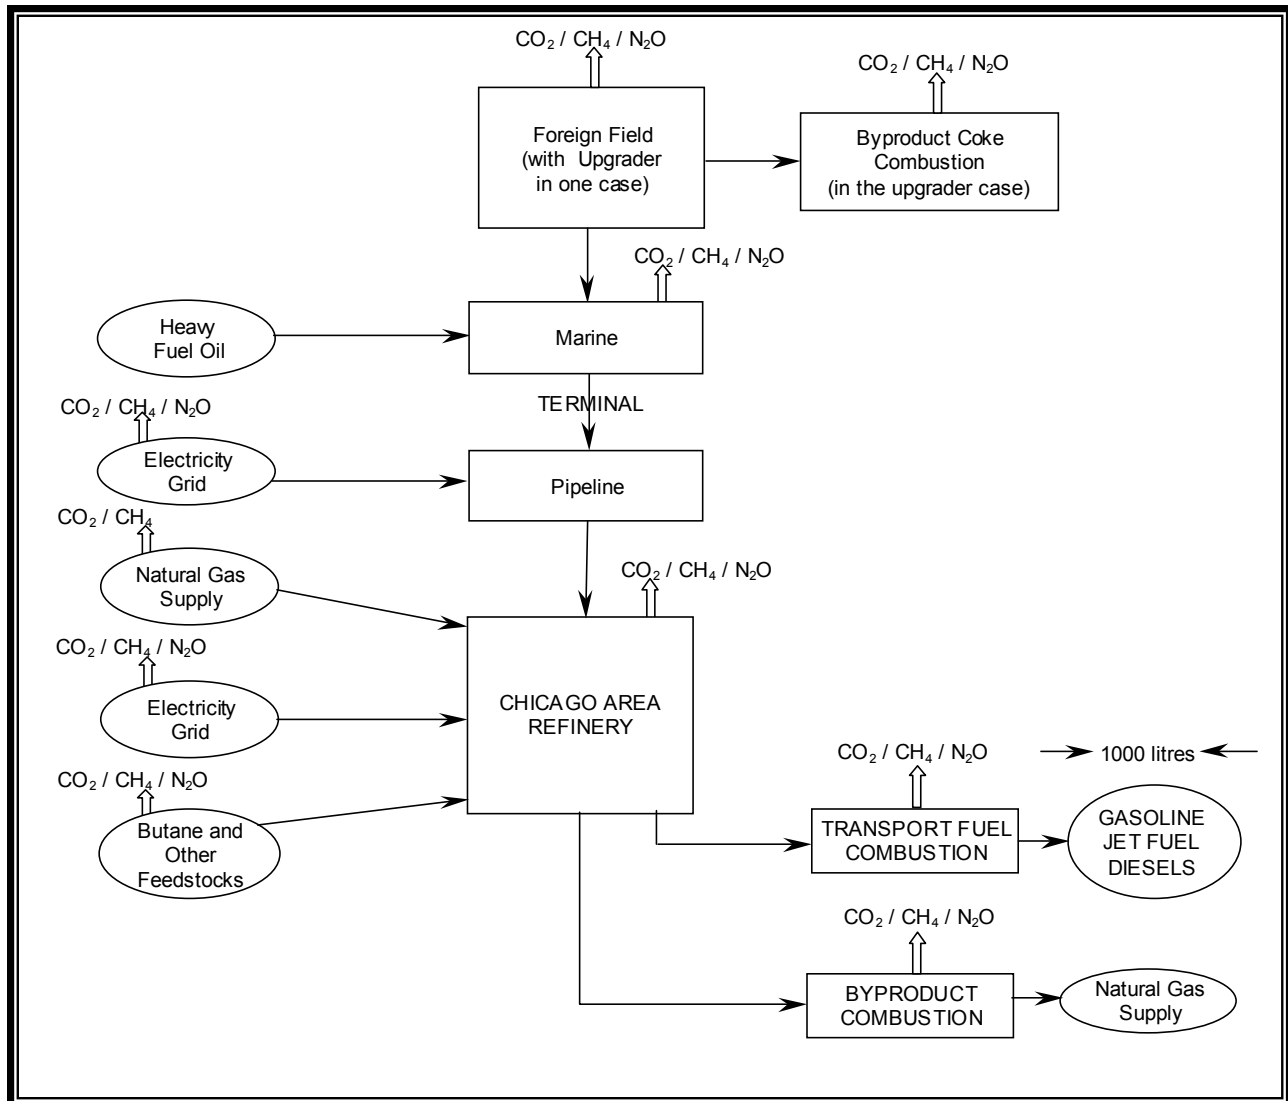 CO₂ / CH₄ / N₂O
CO₂ / CH₄ / N₂O
Foreign Field
(with Upgrader
in one case)
Byproduct Coke
Combustion
(in the upgrader case)
CO₂ / CH₄ / N₂O
Heavy
Fuel Oil
Marine
TERMINAL
CO₂ / CH₄ / N₂O
Electricity
Grid
Pipeline
CO₂ / CH₄
Natural Gas
Supply
CO₂ / CH₄ / N₂O
CO₂ / CH₄ / N₂O
Electricity
Grid
CHICAGO AREA
REFINERY
CO₂ / CH₄ / N₂O
Butane and
Other
Feedstocks
CO₂ / CH₄ / N₂O
1000 litres
TRANSPORT FUEL
COMBUSTION
GASOLINE
JET FUEL
DIESELS
CO₂ / CH₄ / N₂O
BYPRODUCT
COMBUSTION
Natural Gas
Supply